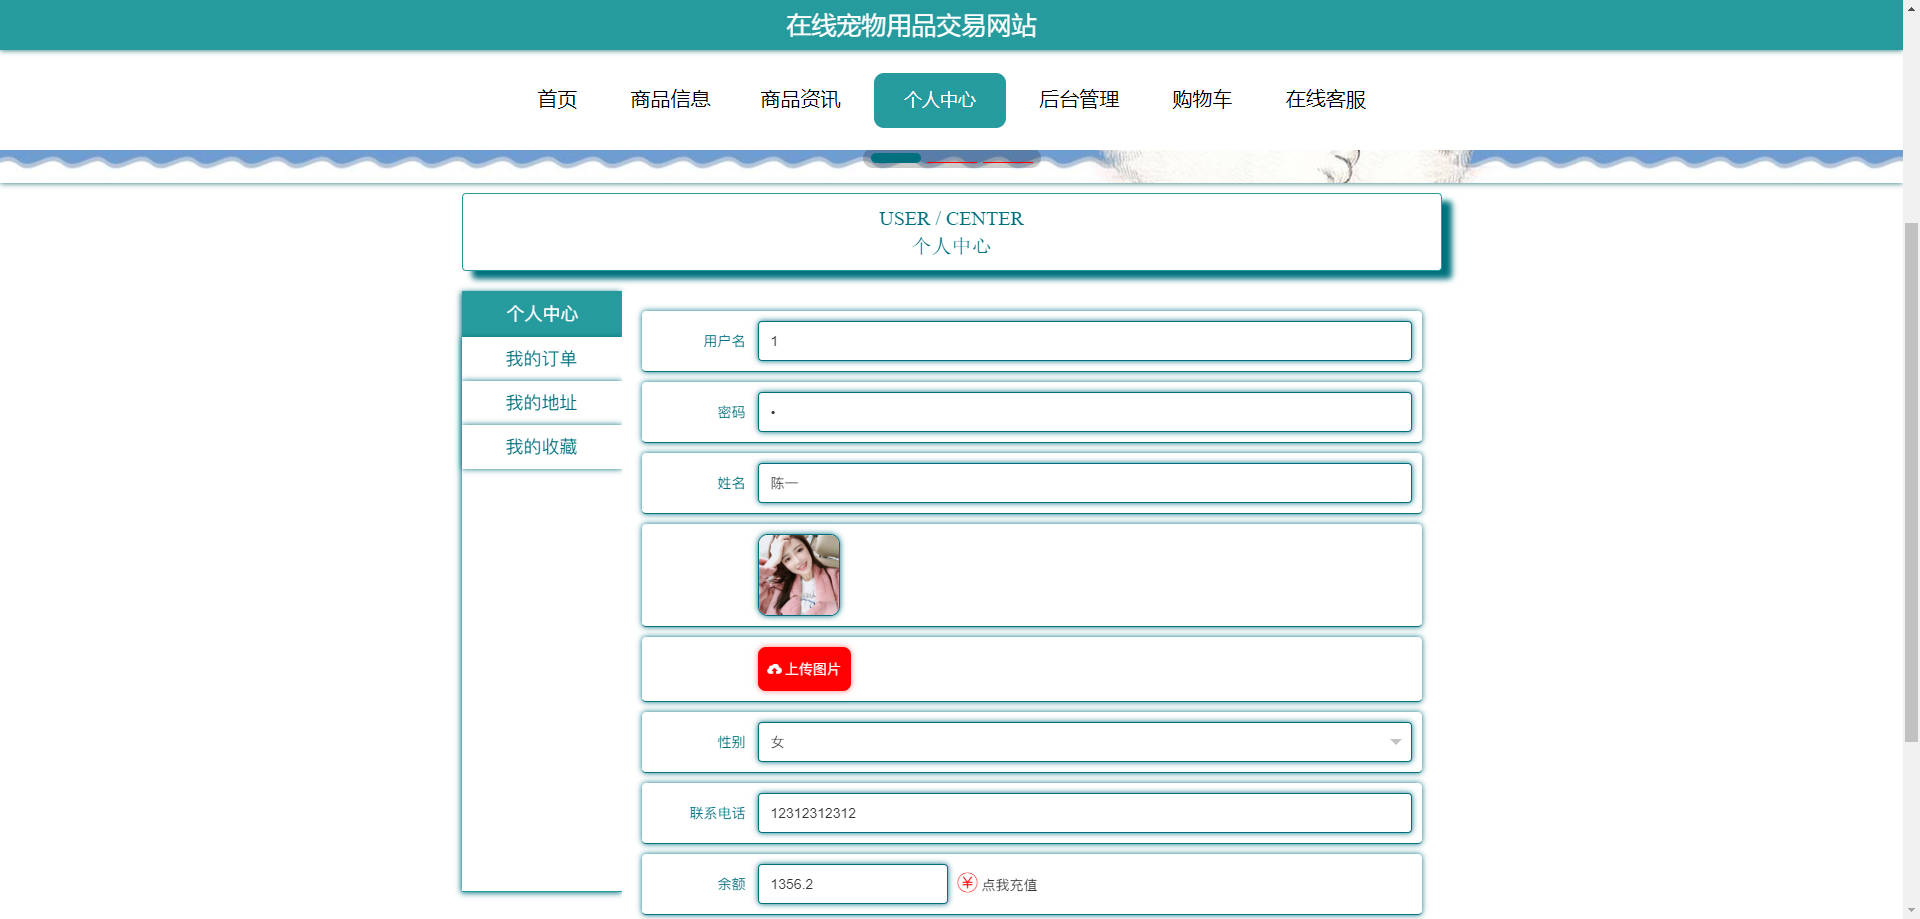 在线宠物用品交易网站
首页 商品信息 商品资讯 个人中心 后台管理 购物车 在线客服
USER / CENTER
个人中心
个人中心
我的订单
我的地址
我的收藏
用户名 1
密码 •
姓名 陈一
上传图片
性别 女
联系电话 12312312312
余额 1356.2 点我充值